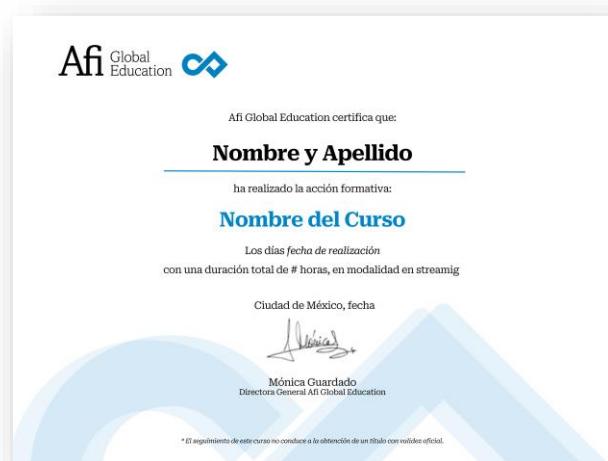 Afi Global
Education
Afi Global Education certifica que:
Nombre y Apellido
ha realizado la acción formativa:
Nombre del Curso
Los días fecha de realización
con una duración total de # horas, en modalidad en streamig
Ciudad de México, fecha
Mónica
Mónica Guardado
Directora General Afi Global Education
* El seguimiento de este curso no conduce a la obtención de un título con validez oficial.